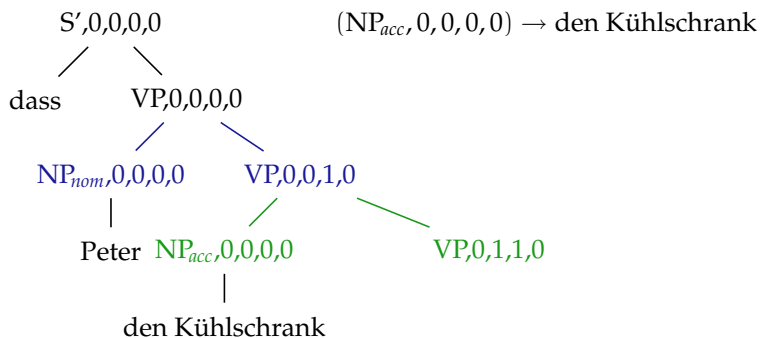 S′,0,0,0,0 (NP_acc, 0, 0, 0, 0) → den Kühlschrank
dass VP,0,0,0,0
NP_nom,0,0,0,0 VP,0,0,1,0
Peter NP_acc,0,0,0,0 VP,0,1,1,0
den Kühlschrank